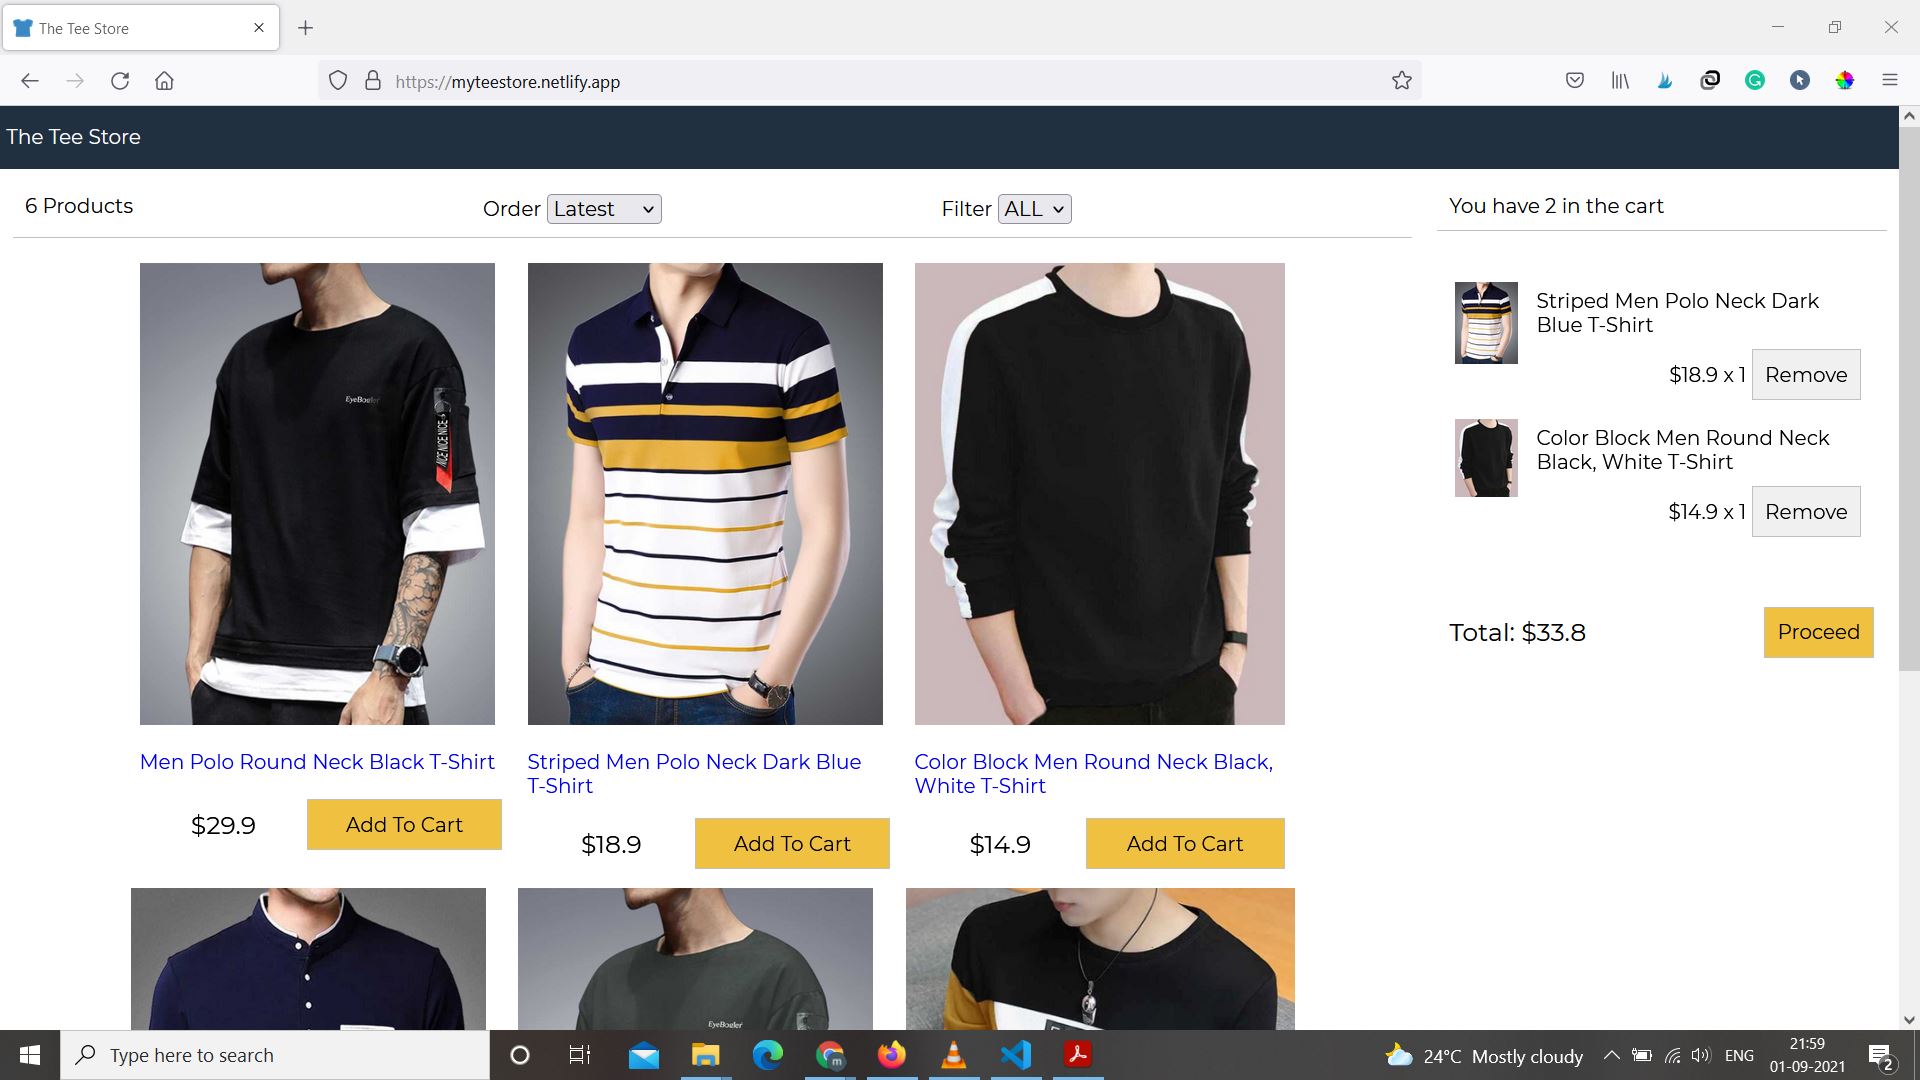 The Tee Store
https://myteestore.netlify.app
The Tee Store
6 Products
Order Latest
Filter ALL
You have 2 in the cart
EyeBoeler
NICE NICE NICE
Striped Men Polo Neck Dark
Blue T-Shirt
$18.9 x 1 Remove
Color Block Men Round Neck
Black, White T-Shirt
$14.9 x 1 Remove
Total: $33.8
Proceed
Men Polo Round Neck Black T-Shirt
$29.9
Add To Cart
Striped Men Polo Neck Dark Blue
T-Shirt
$18.9
Add To Cart
Color Block Men Round Neck Black,
White T-Shirt
$14.9
Add To Cart
EyeBoeler
Type here to search
24°C Mostly cloudy
ENG
21:59
01-09-2021
2